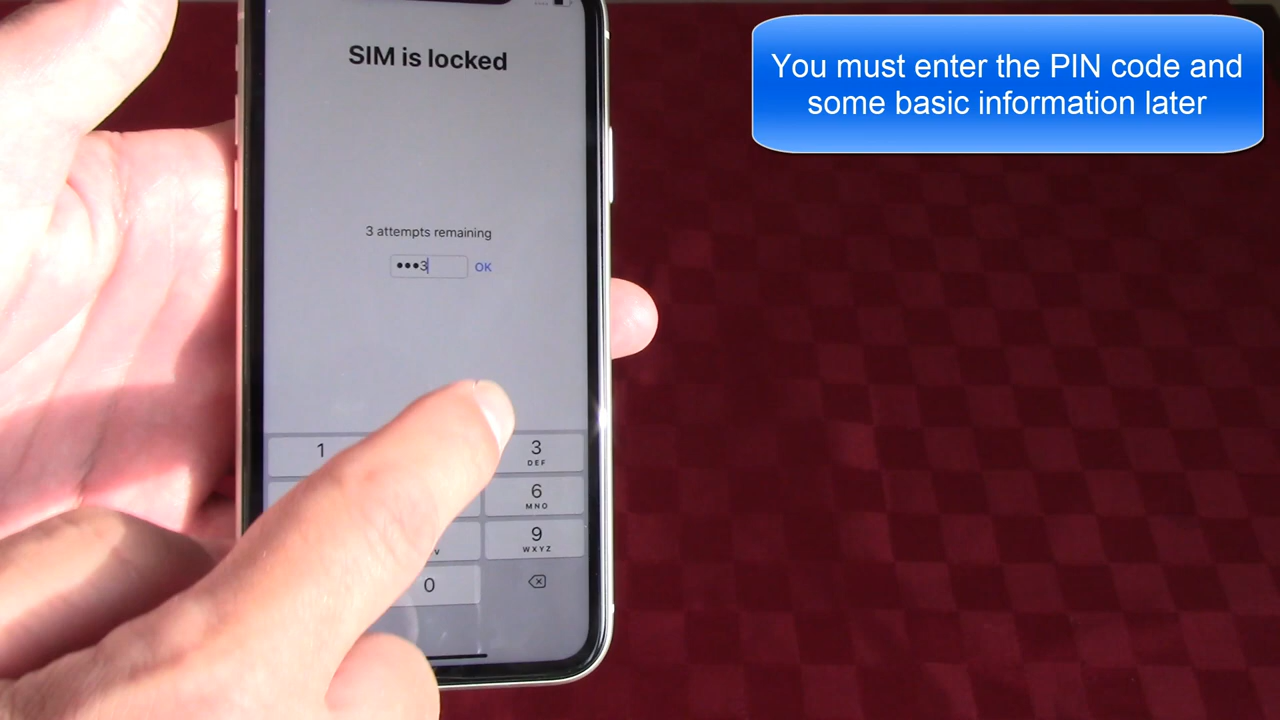 SIM is locked
You must enter the PIN code and
some basic information later
3 attempts remaining
•••3 OK
1
3
DEF
6
MNO
9
WXYZ
V
0